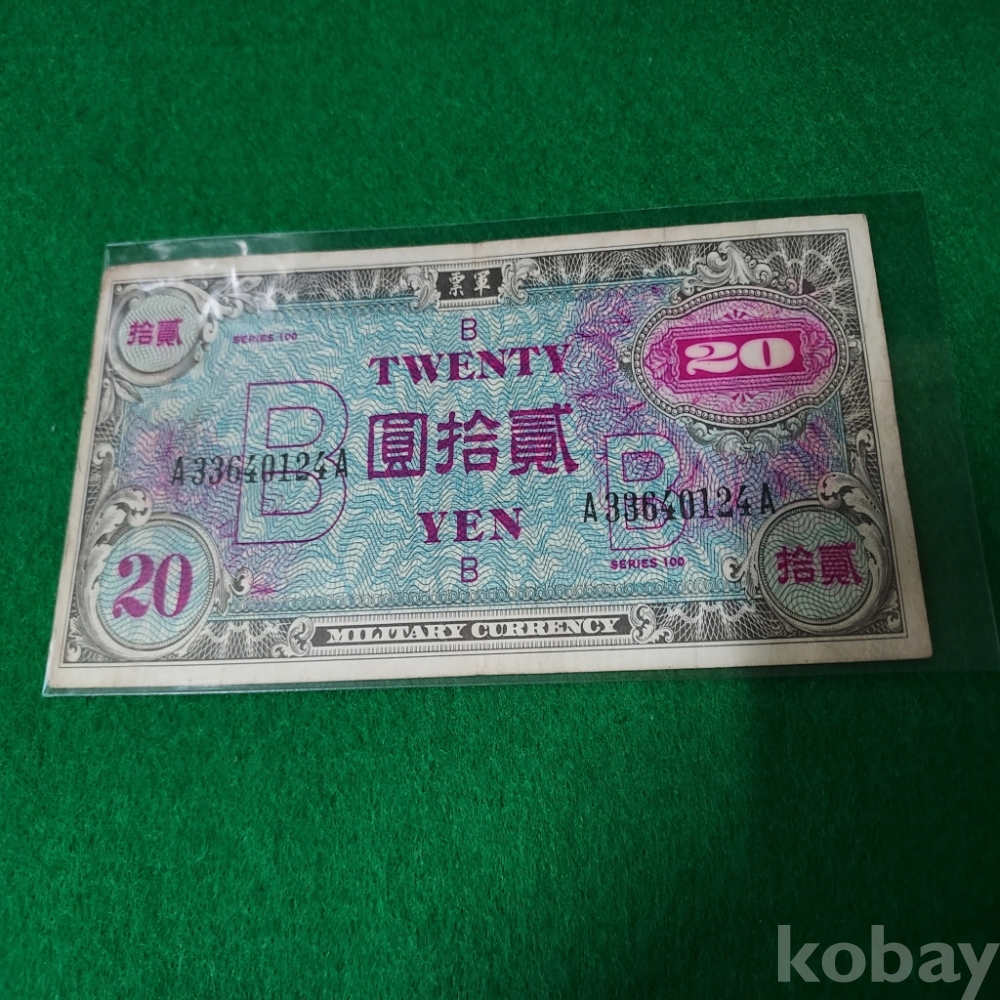 票軍
拾貳
SERIES 100
B
20
TWENTY
B
圓拾貳
B
A33640124A
A33640124A
YEN
SERIES 100
B
20
拾貳
MILITARY CURRENCY
kobay